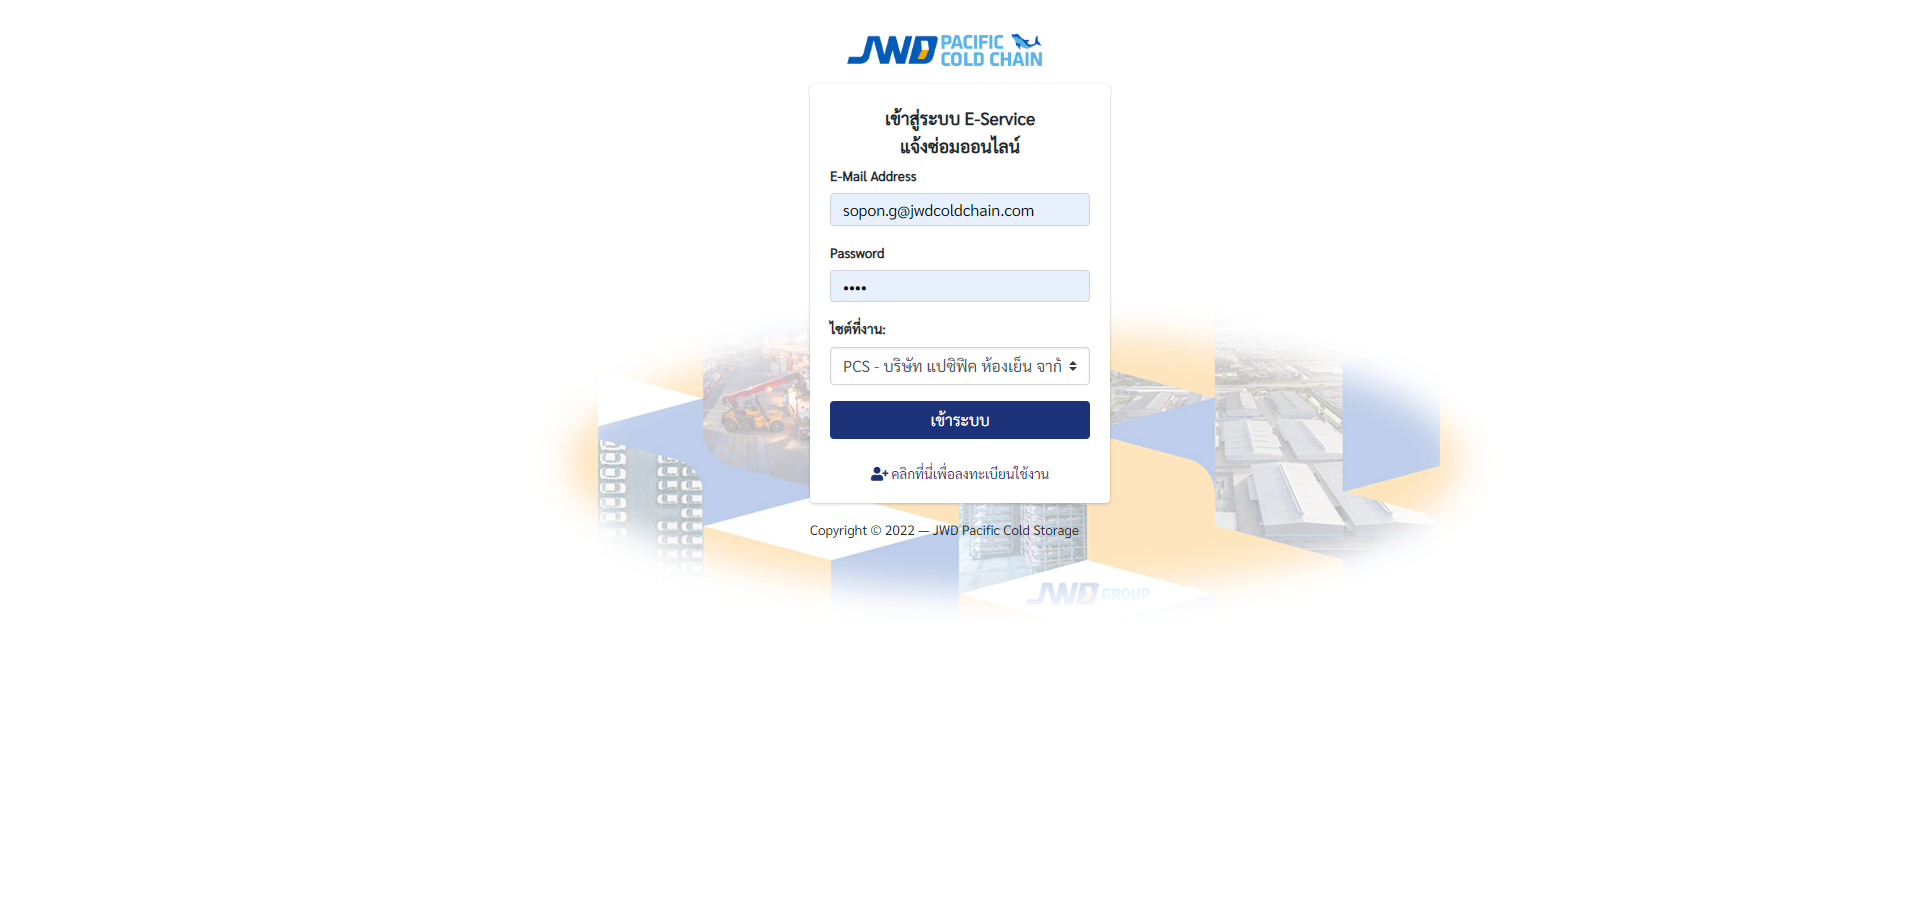 JWD PACIFIC
COLD CHAIN
เข้าสู่ระบบ E-Service
แจ้งซ่อมออนไลน์
E-Mail Address
sopon.g@jwdcoldchain.com
Password
••••
ไซต์ที่งาน:
PCS - บริษัท แปซิฟิค ห้องเย็น จากั
เข้าระบบ
คลิกที่นี่เพื่อลงทะเบียนใช้งาน
Copyright © 2022 — JWD Pacific Cold Storage
JWD GROUP